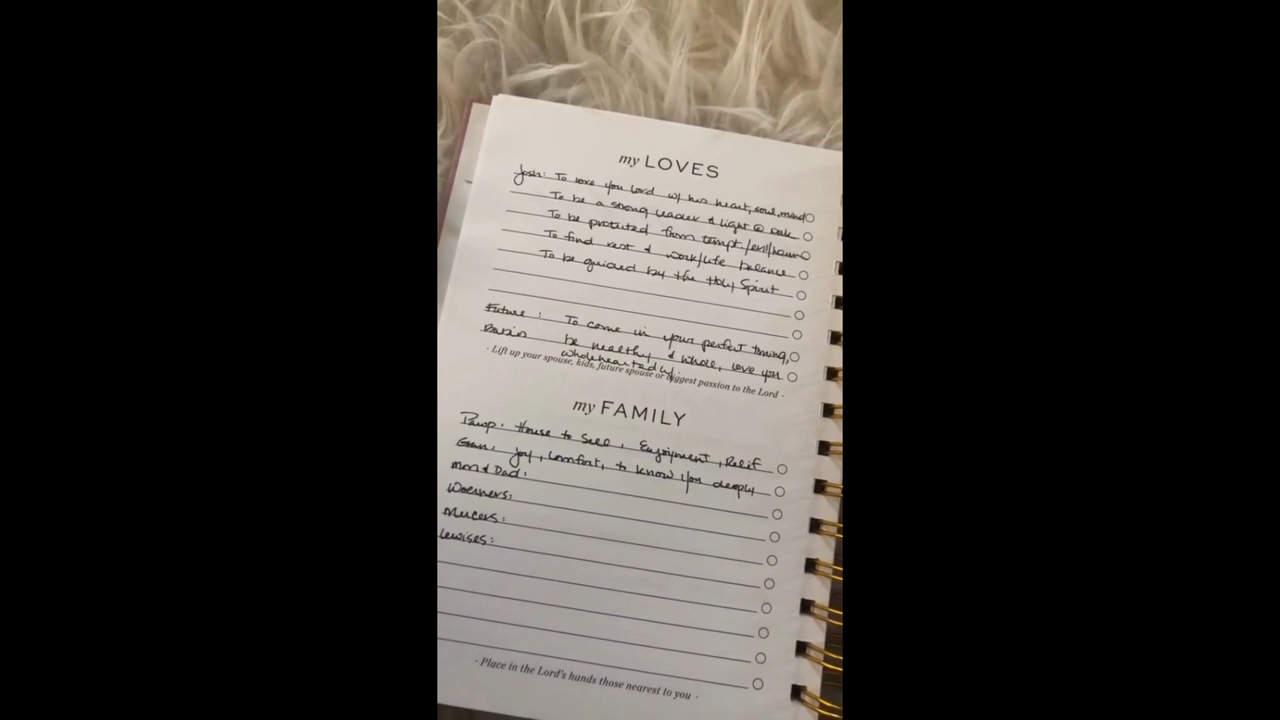 my LOVES
Josh: To love you Lord w/ his heart, soul, mind
To be a strong leader & light @
To be protected from tempt/evil/harm
To find rest & work/life balance
To be guided by the Holy Spirit
Future : To come in your perfect timing,
Babies be healthy & whole, love you
wholeheartedly.
· Lift up your spouse, kids, future spouse or biggest passion to the Lord ·
my FAMILY
House to Sell, Enjoyment, Relief
Gran: joy, comfort, to know you deeply
Mom & Dad:
Woerners:
Lewises:
· Place in the Lord's hands those nearest to you ·